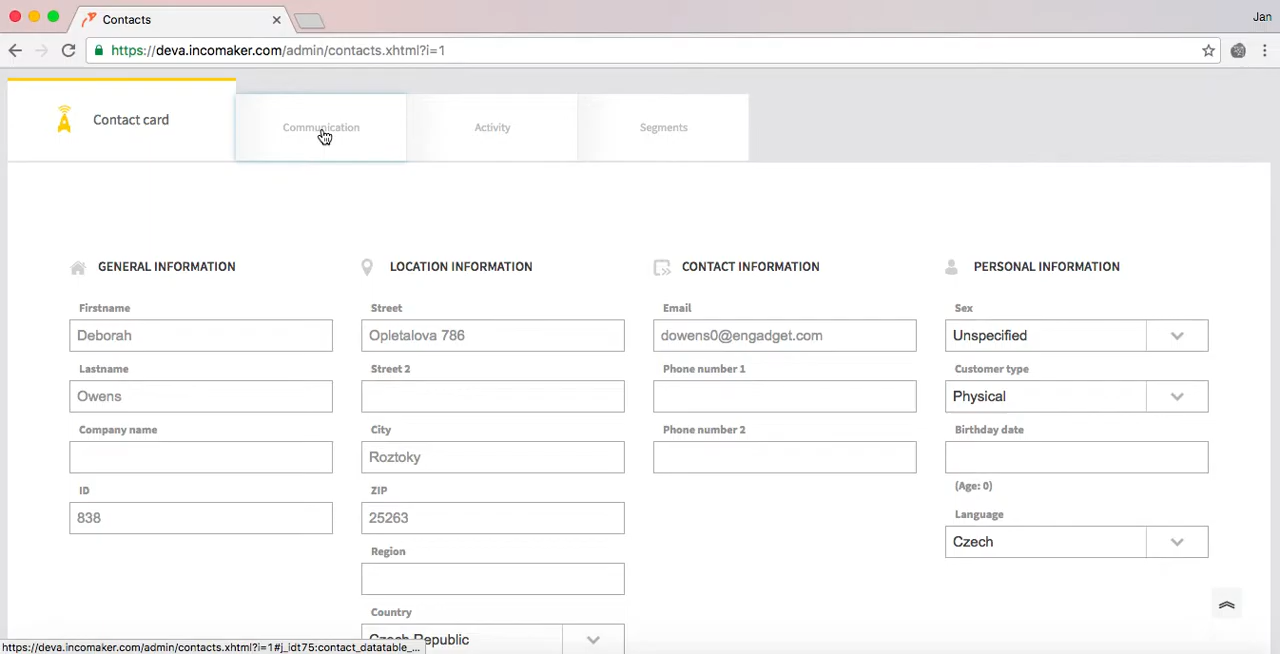 Contacts
Jan
https://deva.incomaker.com/admin/contacts.xhtml?i=1
Contact card
Communication
Activity
Segments
GENERAL INFORMATION
Firstname
Deborah
Lastname
Owens
Company name
ID
838
LOCATION INFORMATION
Street
Opletalova 786
Street 2
City
Roztoky
ZIP
25263
Region
Country
Czech Republic
CONTACT INFORMATION
Email
dowens0@engadget.com
Phone number 1
Phone number 2
PERSONAL INFORMATION
Sex
Unspecified
Customer type
Physical
Birthday date
(Age: 0)
Language
Czech
https://deva.incomaker.com/admin/contacts.xhtml?i=1#j_idt75:contact_datatable_...